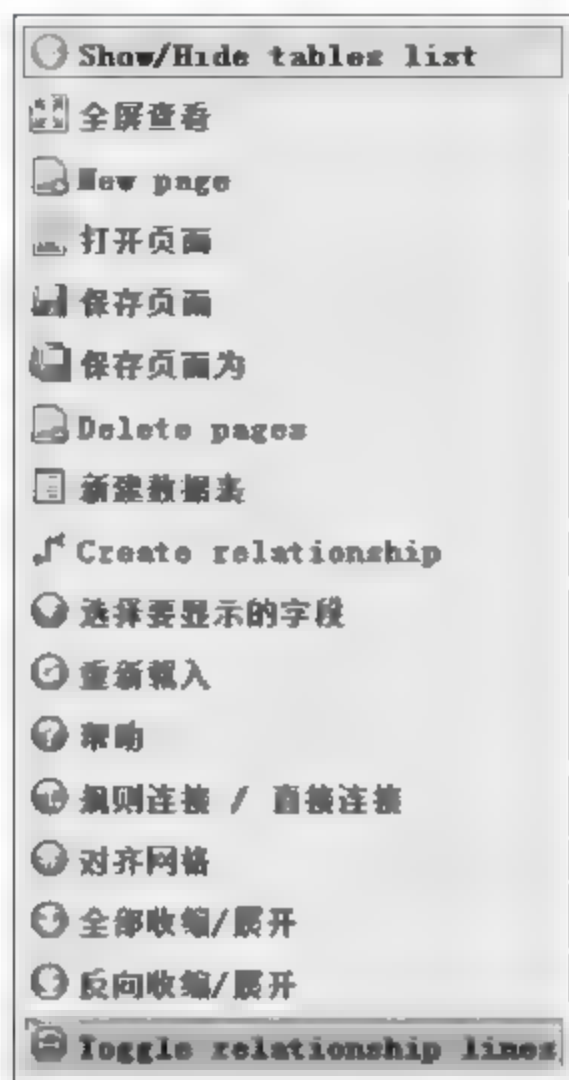 Show/Hide tables list
全屏查看
New page
打开页面
保存页面
保存页面为
Delete pages
新建数据表
Create relationship
选择要显示的字段
重新载入
帮助
规则连接 / 直接连接
对齐网格
全部收缩/展开
反向收缩/展开
Toggle relationship lines